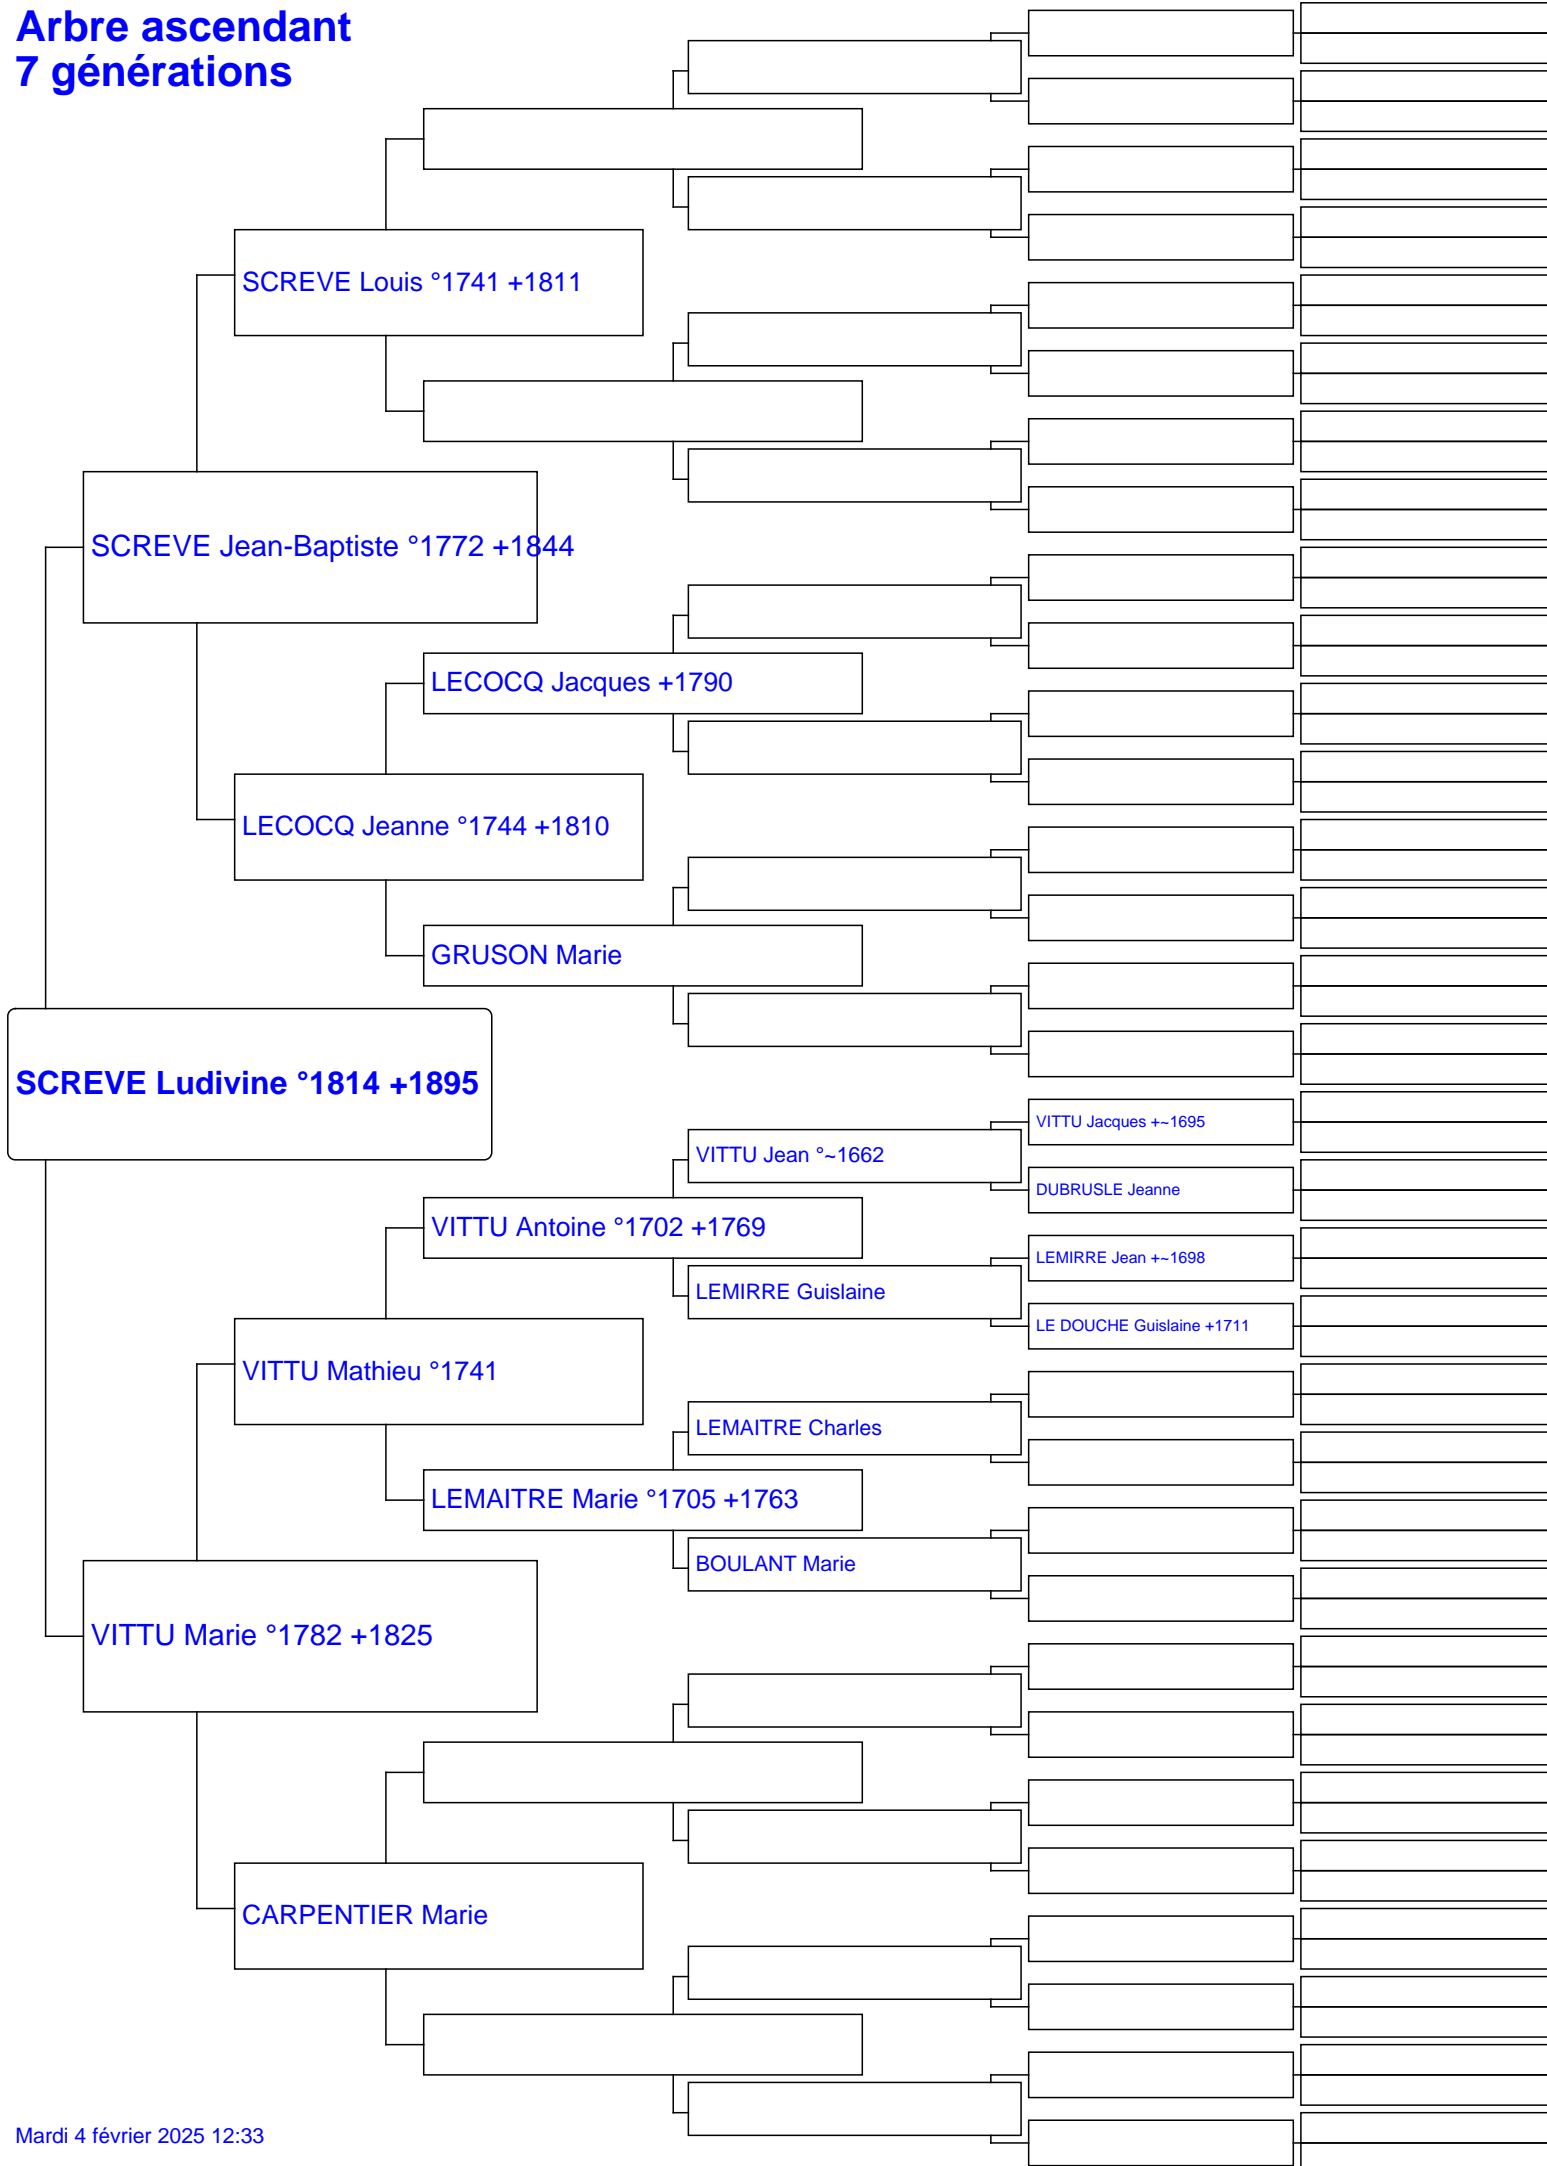 Arbre ascendant
7 générations
SCREVE Louis °1741 +1811
SCREVE Jean-Baptiste °1772 +1844
LECOCQ Jacques +1790
LECOCQ Jeanne °1744 +1810
GRUSON Marie
SCREVE Ludivine °1814 +1895
VITTU Jacques +~1695
VITTU Jean °~1662
DUBRUSLE Jeanne
VITTU Antoine °1702 +1769
LEMIRRE Jean +~1698
LEMIRRE Guislaine
LE DOUCHE Guislaine +1711
VITTU Mathieu °1741
LEMAITRE Charles
LEMAITRE Marie °1705 +1763
BOULANT Marie
VITTU Marie °1782 +1825
CARPENTIER Marie
Mardi 4 février 2025 12:33